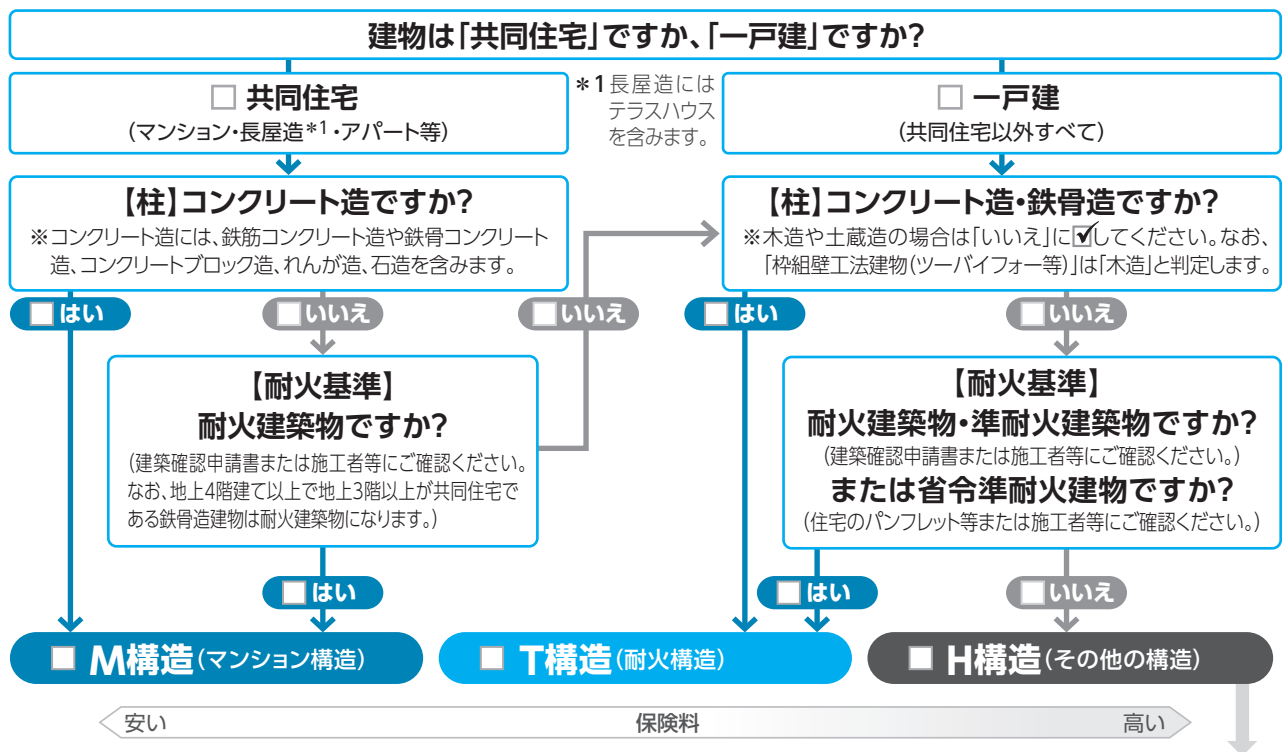 建物は「共同住宅」ですか、「一戸建」ですか?
□ 共同住宅
(マンション・長屋造*1・アパート等)
*1 長屋造には
テラスハウス
を含みます。
□ 一戸建
(共同住宅以外すべて)
【柱】コンクリート造ですか?
※コンクリート造には、鉄筋コンクリート造や鉄骨コンクリート
造、コンクリートブロック造、れんが造、石造を含みます。
【柱】コンクリート造・鉄骨造ですか?
※木造や土蔵造の場合は「いいえ」に☑してください。なお、
「枠組壁工法建物(ツーバイフォー等)」は「木造」と判定します。
□はい
□いいえ
□いいえ
□はい
□いいえ
【耐火基準】
耐火建築物ですか?
(建築確認申請書または施工者等にご確認ください。
なお、地上4階建て以上で地上3階以上が共同住宅で
ある鉄骨造建物は耐火建築物になります。)
【耐火基準】
耐火建築物・準耐火建築物ですか?
(建築確認申請書または施工者等にご確認ください。)
または省令準耐火建物ですか?
(住宅のパンフレット等または施工者等にご確認ください。)
□はい
□はい
□いいえ
□ M構造(マンション構造)
□ T構造(耐火構造)
□ H構造(その他の構造)
安い
保険料
高い